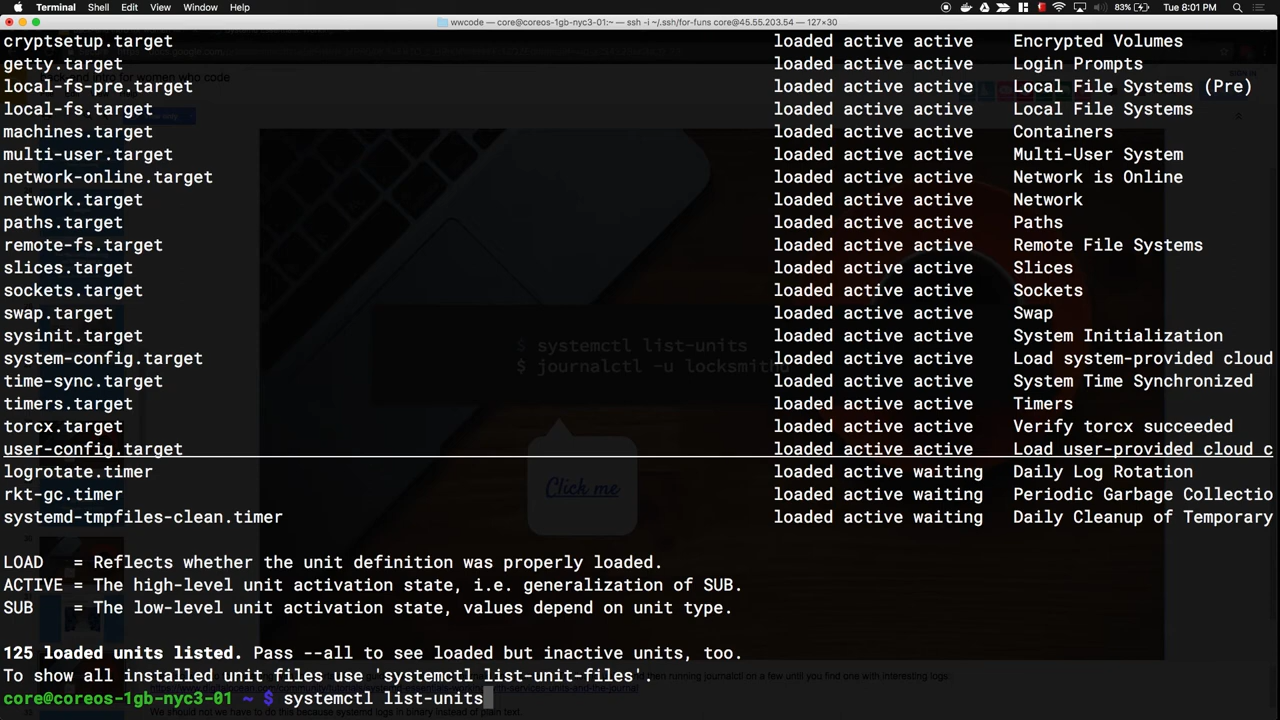 Terminal Shell Edit View Window Help 83% Tue 8:01 PM
wwcode — core@coreos-1gb-nyc3-01:~ — ssh -i ~/.ssh/for-funs core@45.55.203.54 — 127×30
cryptsetup.target loaded active active Encrypted Volumes
getty.target loaded active active Login Prompts
local-fs-pre.target loaded active active Local File Systems (Pre)
local-fs.target loaded active active Local File Systems
machines.target loaded active active Containers
multi-user.target loaded active active Multi-User System
network-online.target loaded active active Network is Online
network.target loaded active active Network
paths.target loaded active active Paths
remote-fs.target loaded active active Remote File Systems
slices.target loaded active active Slices
sockets.target loaded active active Sockets
swap.target loaded active active Swap
sysinit.target loaded active active System Initialization
system-config.target loaded active active Load system-provided cloud
time-sync.target loaded active active System Time Synchronized
timers.target loaded active active Timers
torcx.target loaded active active Verify torcx succeeded
user-config.target loaded active active Load user-provided cloud c
logrotate.timer loaded active waiting Daily Log Rotation
rkt-gc.timer loaded active waiting Periodic Garbage Collectio
systemd-tmpfiles-clean.timer loaded active waiting Daily Cleanup of Temporary
LOAD = Reflects whether the unit definition was properly loaded.
ACTIVE = The high-level unit activation state, i.e. generalization of SUB.
SUB = The low-level unit activation state, values depend on unit type.
125 loaded units listed. Pass --all to see loaded but inactive units, too.
To show all installed unit files use 'systemctl list-unit-files'.
core@coreos-1gb-nyc3-01 ~ $ systemctl list-units
$ systemctl list-units
$ journalctl -u locksmithd
Click me